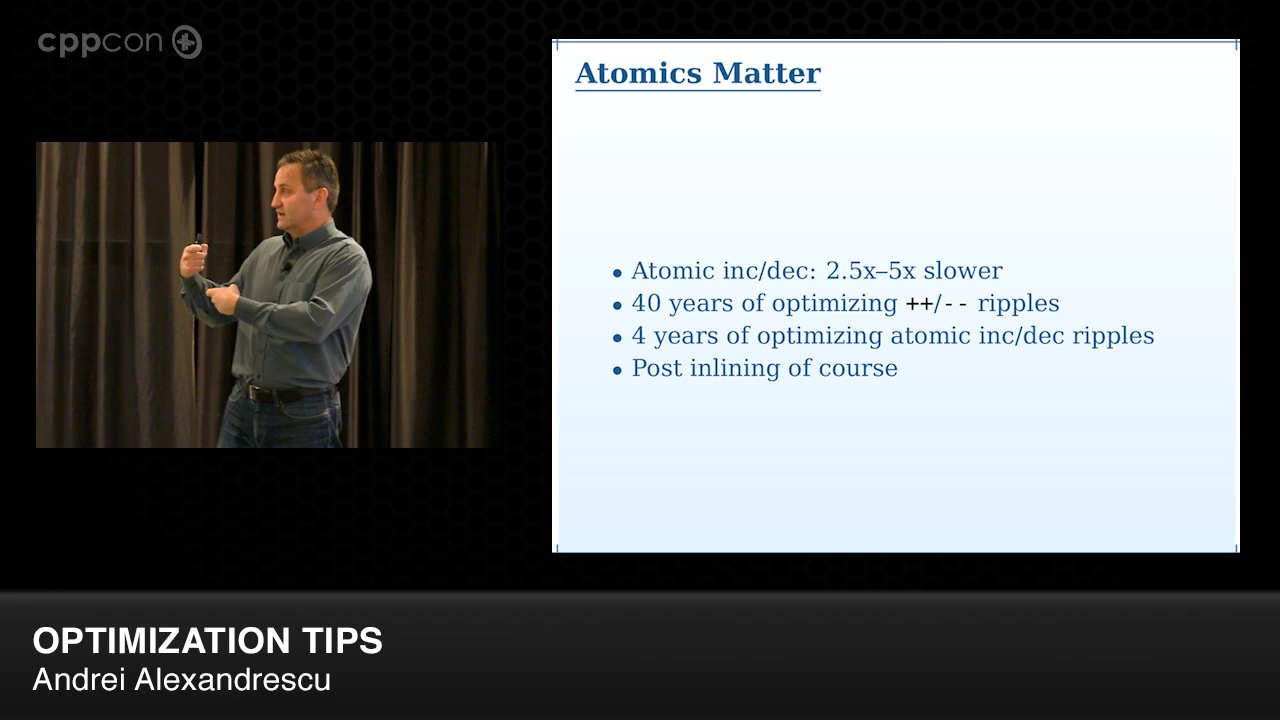 cppcon
Atomics Matter
• Atomic inc/dec: 2.5x–5x slower
• 40 years of optimizing ++/-- ripples
• 4 years of optimizing atomic inc/dec ripples
• Post inlining of course
OPTIMIZATION TIPS
Andrei Alexandrescu